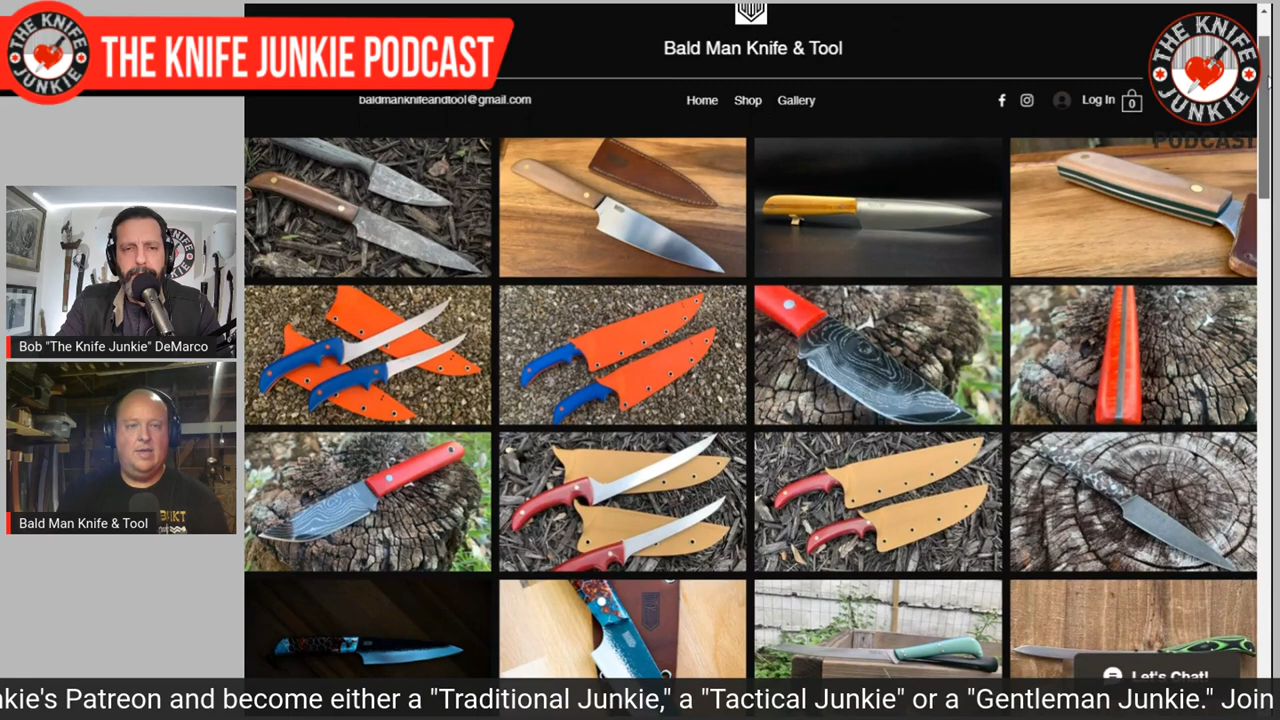 THE KNIFE JUNKIE
THE KNIFE JUNKIE PODCAST
Bald Man Knife & Tool
THE KNIFE JUNKIE
PODCAST
baldmanknifeandtool@gmail.com
Home Shop Gallery
Log In
0
Bob "The Knife Junkie" DeMarco
Bald Man Knife & Tool
Let's Chat!
nkie's Patreon and become either a "Traditional Junkie," a "Tactical Junkie" or a "Gentleman Junkie." Join